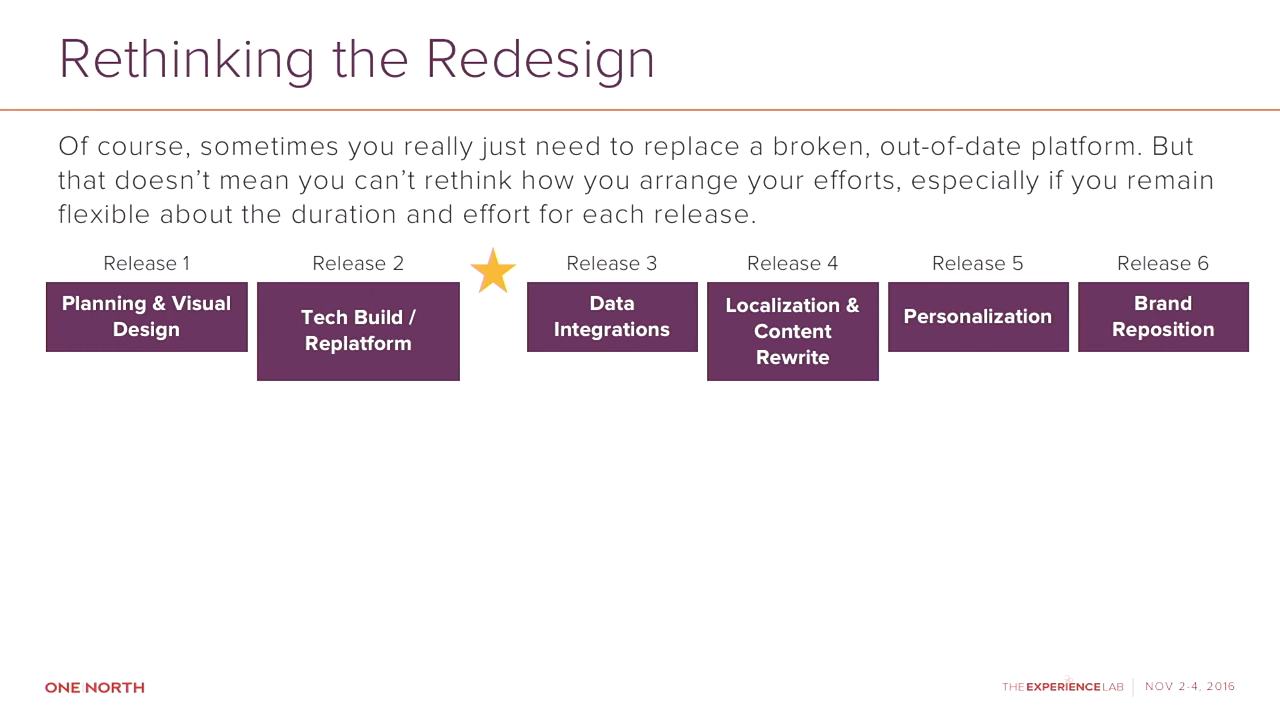 Rethinking the Redesign
Of course, sometimes you really just need to replace a broken, out-of-date platform. But
that doesn’t mean you can’t rethink how you arrange your efforts, especially if you remain
flexible about the duration and effort for each release.
Release 1
Planning & Visual
Design
Release 2
Tech Build /
Replatform
Release 3
Data
Integrations
Release 4
Localization &
Content
Rewrite
Release 5
Personalization
Release 6
Brand
Reposition
ONE NORTH
THE EXPERIENCE LAB
NOV 2-4, 2016